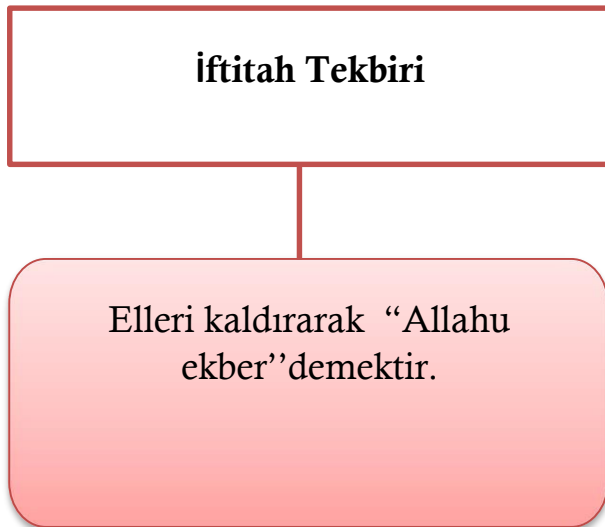 İftitah Tekbiri
Elleri kaldırarak “Allahu
ekber’’demektir.